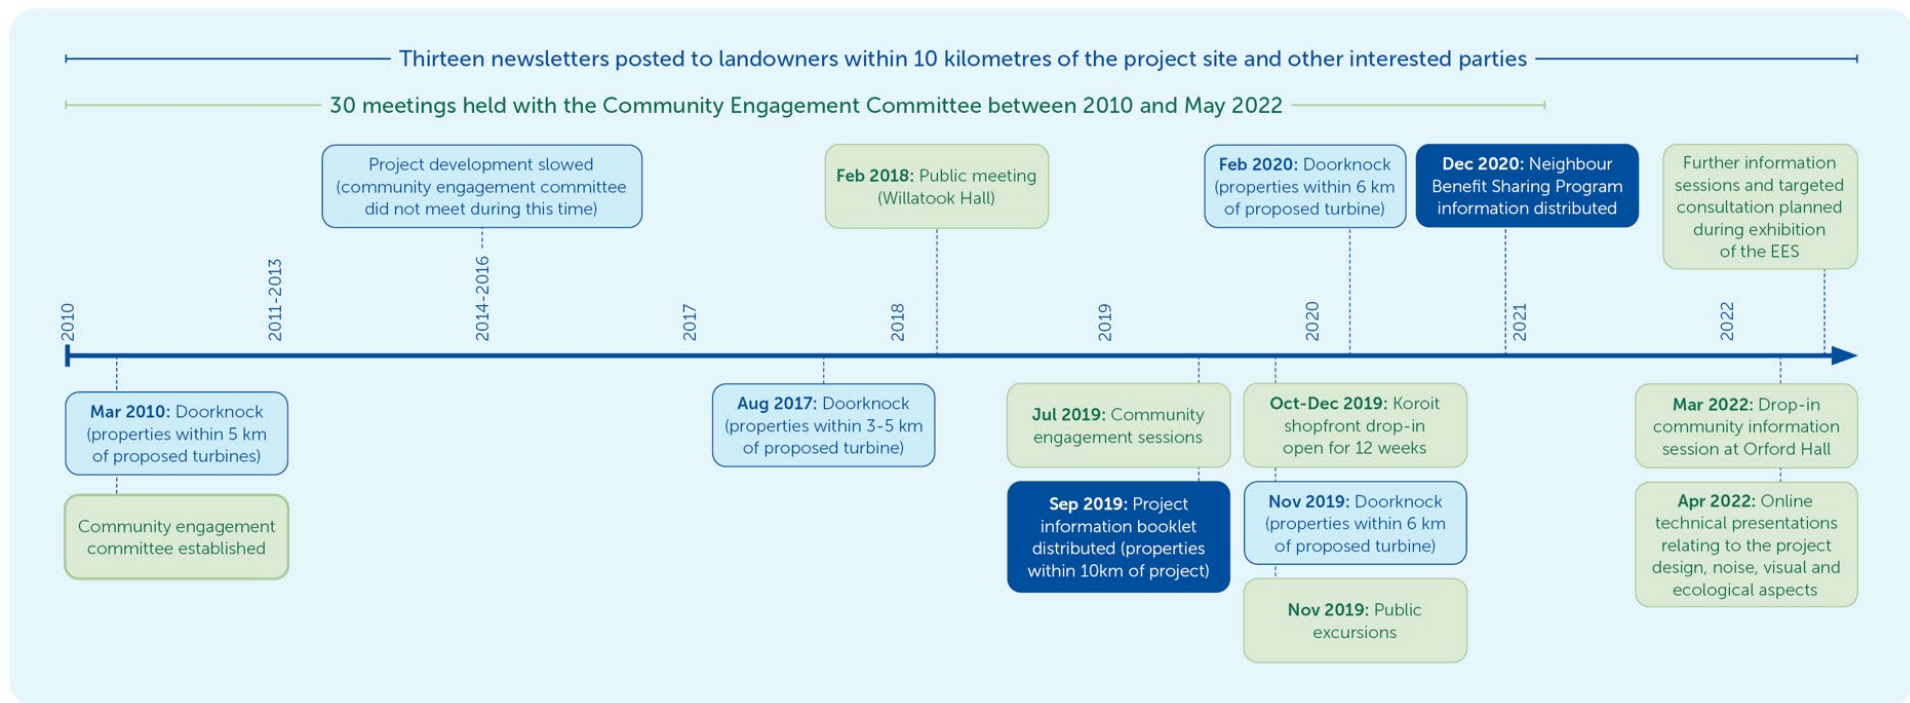 Thirteen newsletters posted to landowners within 10 kilometres of the project site and other interested parties
30 meetings held with the Community Engagement Committee between 2010 and May 2022
Project development slowed
(community engagement committee
did not meet during this time)
Feb 2018: Public meeting
(Willatook Hall)
Feb 2020: Doorknock
(properties within 6 km
of proposed turbine)
Dec 2020: Neighbour
Benefit Sharing Program
information distributed
Further information
sessions and targeted
consultation planned
during exhibition
of the EES
2010
2011-2013
2014-2016
2017
2018
2019
2020
2021
2022
Mar 2010: Doorknock
(properties within 5 km
of proposed turbines)
Community engagement
committee established
Aug 2017: Doorknock
(properties within 3-5 km
of proposed turbine)
Jul 2019: Community
engagement sessions
Sep 2019: Project
information booklet
distributed (properties
within 10km of project)
Oct-Dec 2019: Koroit
shopfront drop-in
open for 12 weeks
Nov 2019: Doorknock
(properties within 6 km
of proposed turbine)
Nov 2019: Public
excursions
Mar 2022: Drop-in
community information
session at Orford Hall
Apr 2022: Online
technical presentations
relating to the project
design, noise, visual and
ecological aspects